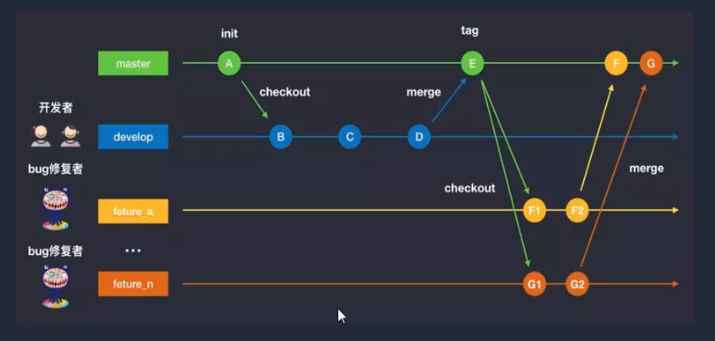 init
tag
master
A
E
F
G
checkout
merge
开发者
develop
B
C
D
bug修复者
merge
checkout
feture_a
F1
F2
bug修复者
...
feture_n
G1
G2